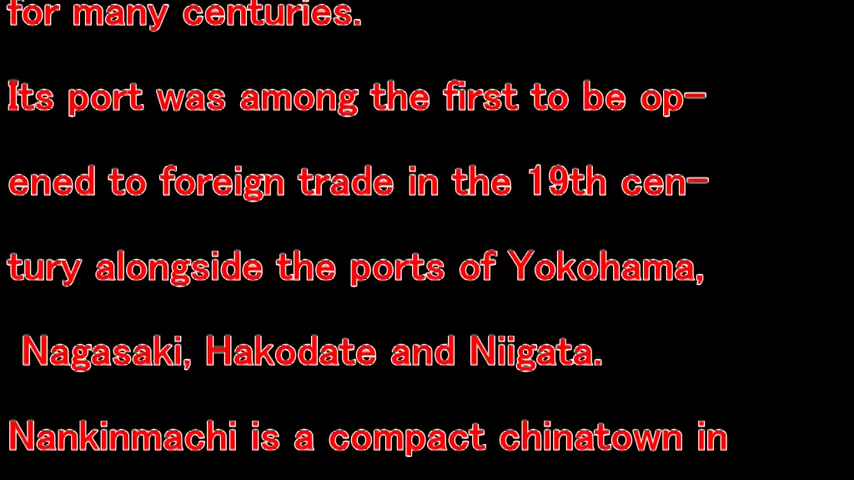 for many centuries.
Its port was among the first to be op-
ened to foreign trade in the 19th cen-
tury alongside the ports of Yokohama,
Nagasaki, Hakodate and Niigata.
Nankinmachi is a compact chinatown in